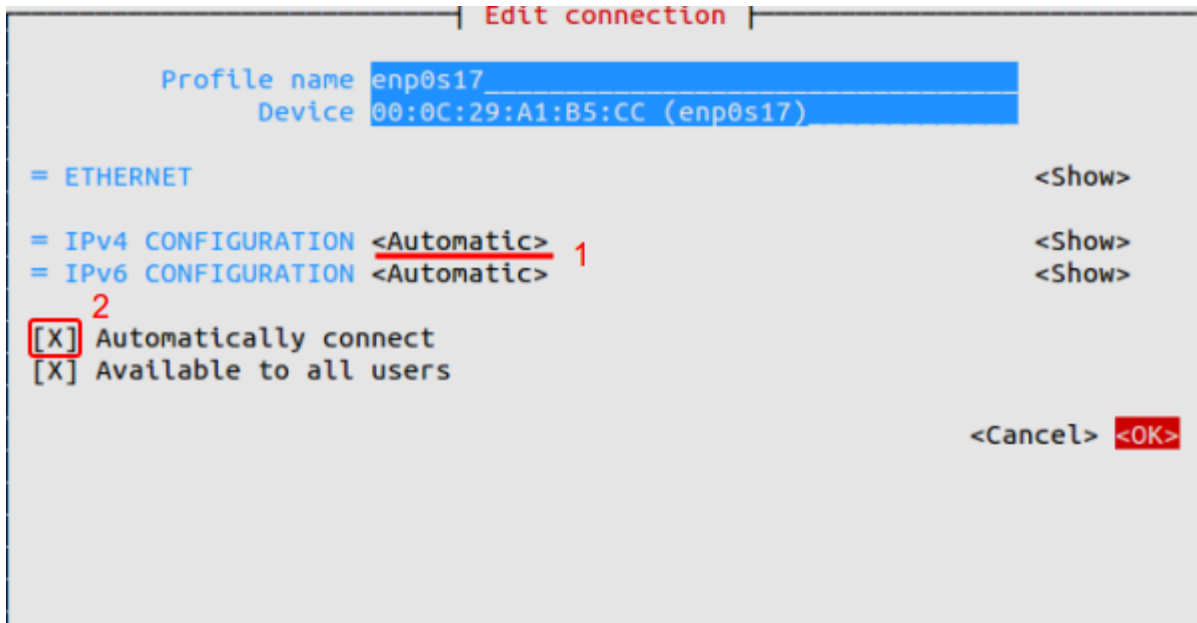 Edit connection
Profile name enp0s17
Device 00:0C:29:A1:B5:CC (enp0s17)
= ETHERNET <Show>
= IPv4 CONFIGURATION <Automatic> 1 <Show>
= IPv6 CONFIGURATION <Automatic> <Show>
2
[X] Automatically connect
[X] Available to all users
<Cancel> <OK>